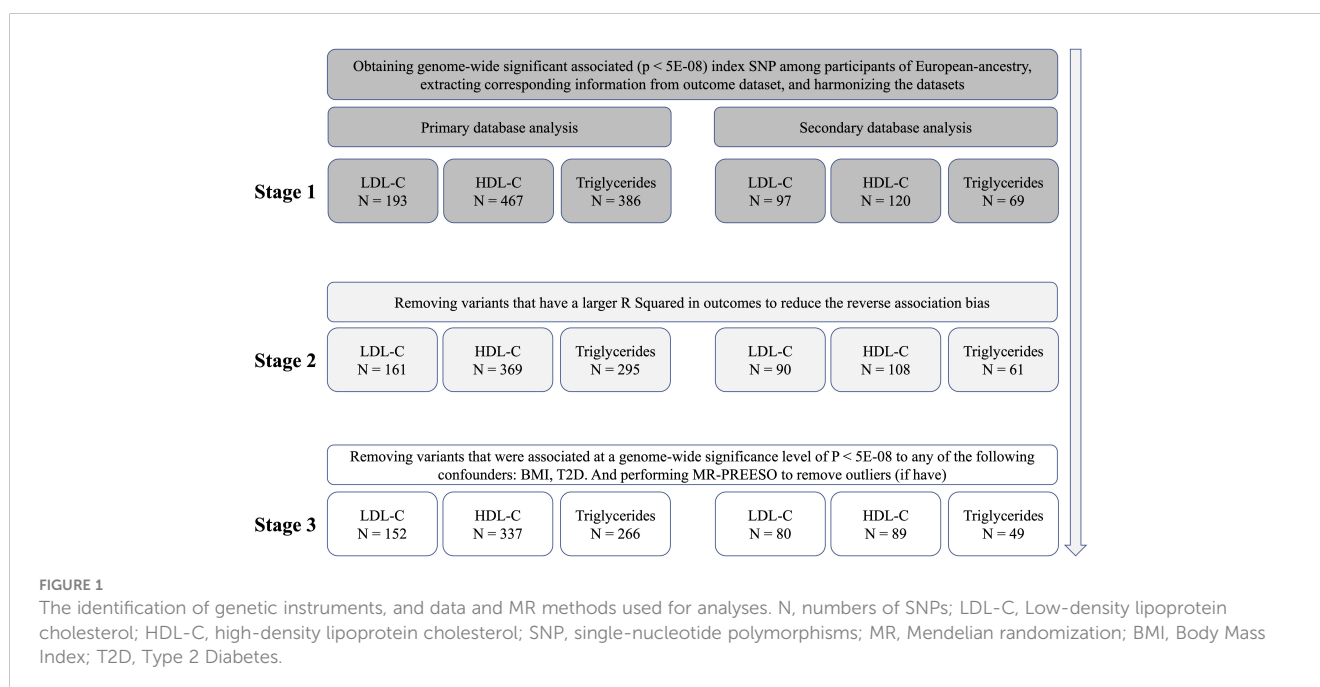 Obtaining genome-wide significant associated (p < 5E-08) index SNP among participants of European-ancestry,
extracting corresponding information from outcome dataset, and harmonizing the datasets
Primary database analysis
Secondary database analysis
Stage 1
LDL-C
N = 193
HDL-C
N = 467
Triglycerides
N = 386
LDL-C
N = 97
HDL-C
N = 120
Triglycerides
N = 69
Removing variants that have a larger R Squared in outcomes to reduce the reverse association bias
Stage 2
LDL-C
N = 161
HDL-C
N = 369
Triglycerides
N = 295
LDL-C
N = 90
HDL-C
N = 108
Triglycerides
N = 61
Removing variants that were associated at a genome-wide significance level of P < 5E-08 to any of the following
confounders: BMI, T2D. And performing MR-PREESO to remove outliers (if have)
Stage 3
LDL-C
N = 152
HDL-C
N = 337
Triglycerides
N = 266
LDL-C
N = 80
HDL-C
N = 89
Triglycerides
N = 49
FIGURE 1
The identification of genetic instruments, and data and MR methods used for analyses. N, numbers of SNPs; LDL-C, Low-density lipoprotein
cholesterol; HDL-C, high-density lipoprotein cholesterol; SNP, single-nucleotide polymorphisms; MR, Mendelian randomization; BMI, Body Mass
Index; T2D, Type 2 Diabetes.